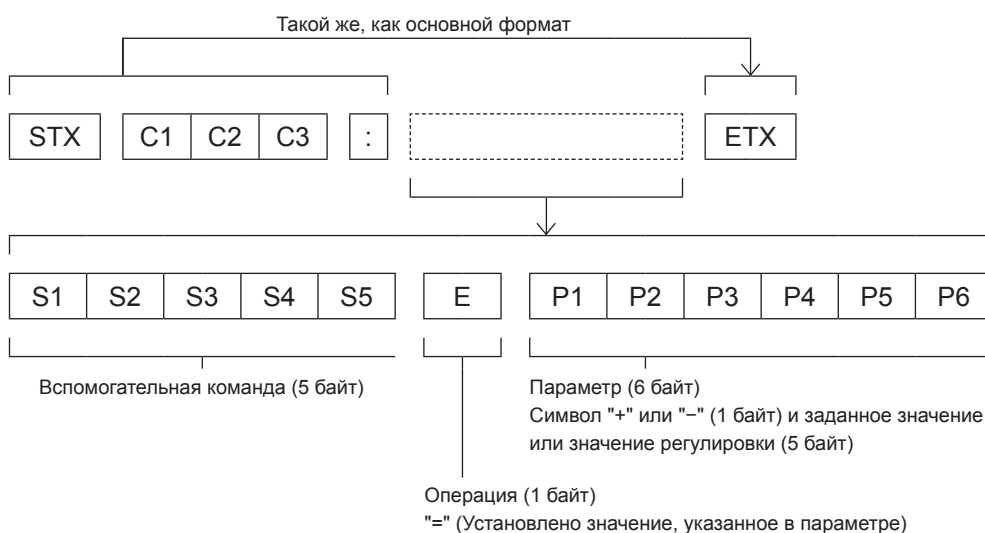 Такой же, как основной формат
STX C1 C2 C3 : ETX
S1 S2 S3 S4 S5 E P1 P2 P3 P4 P5 P6
Вспомогательная команда (5 байт)
Параметр (6 байт)
Символ "+" или "−" (1 байт) и заданное значение
или значение регулировки (5 байт)
Операция (1 байт)
"=" (Установлено значение, указанное в параметре)